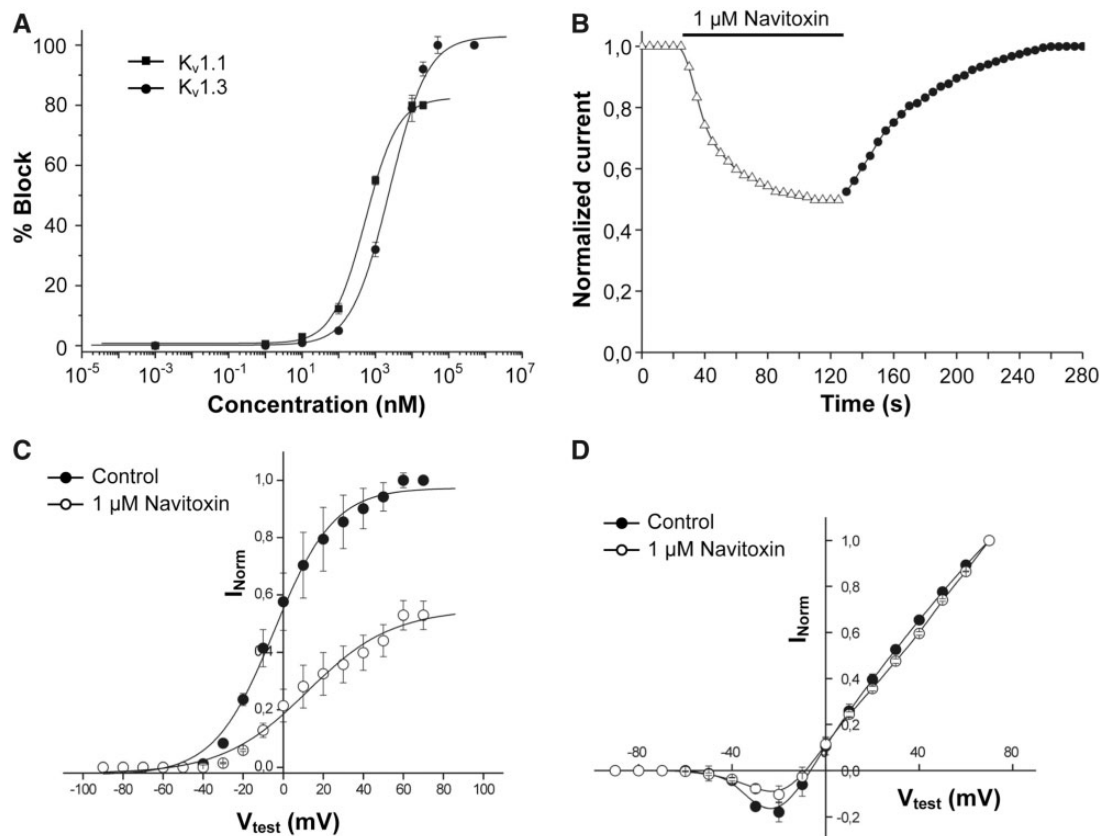 A
100
80
60
40
20
0
% Block
Kv1.1
Kv1.3
10-5
10-3
10-1
101
103
105
107
Concentration (nM)
B
1 µM Navitoxin
1,0
0,8
0,6
0,4
0,2
0,0
Normalized current
0
40
80
120
160
200
240
280
Time (s)
C
Control
1 µM Navitoxin
1,0
0,8
0,6
0,4
0,2
0,0
INorm
-100
-80
-60
-40
-20
0
20
40
60
80
100
Vtest (mV)
D
Control
1 µM Navitoxin
1,0
0,8
0,6
0,4
0,2
-0,0
0,2
INorm
-80
-40
0
40
80
Vtest (mV)